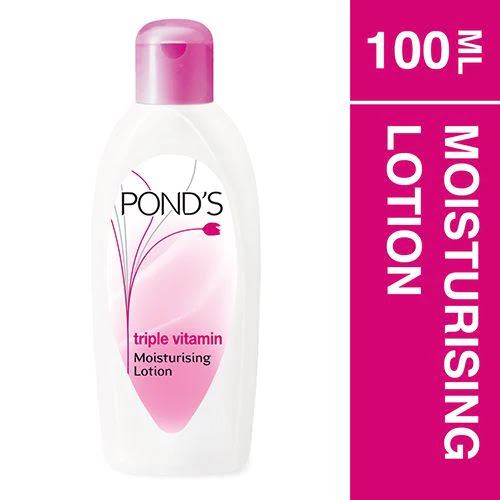 POND'S
triple vitamin
Moisturising
Lotion
100 ML
MOISTURISING
LOTION